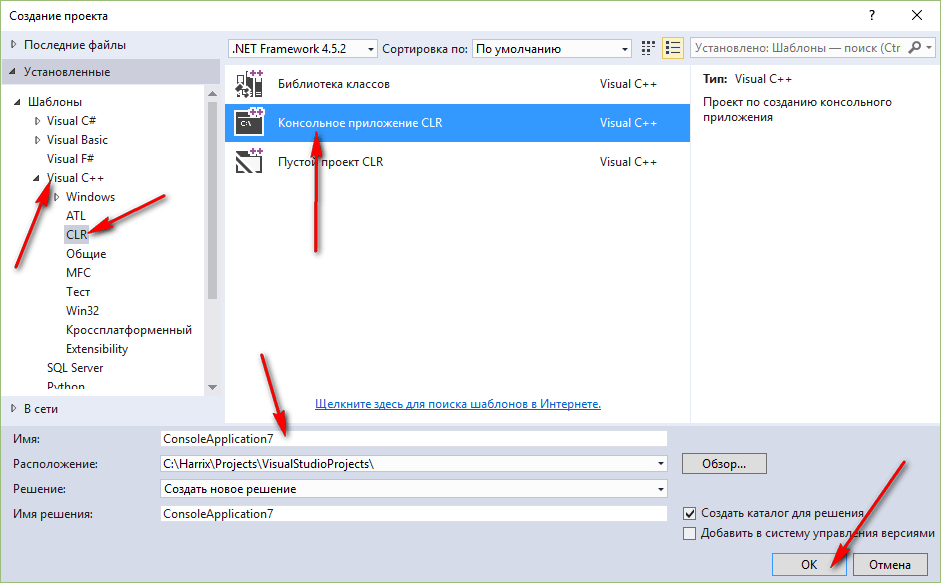 Создание проекта
?
Последние файлы
.NET Framework 4.5.2
Сортировка по:
По умолчанию
Установлено: Шаблоны — поиск (Ctr
Установленные
Шаблоны
Visual C#
Visual Basic
Visual F#
Visual C++
Windows
ATL
CLR
Общие
MFC
Тест
Win32
Кроссплатформенный
Extensibility
SQL Server
Python
В сети
Библиотека классов Visual C++
C:\ Консольное приложение CLR Visual C++
Пустой проект CLR Visual C++
Щелкните здесь для поиска шаблонов в Интернете.
Тип: Visual C++
Проект по созданию консольного
приложения
Имя: ConsoleApplication7
Расположение: C:\Harrix\Projects\VisualStudioProjects\ Обзор...
Решение: Создать новое решение
Имя решения: ConsoleApplication7
Создать каталог для решения
Добавить в систему управления версиями
OK Отмена